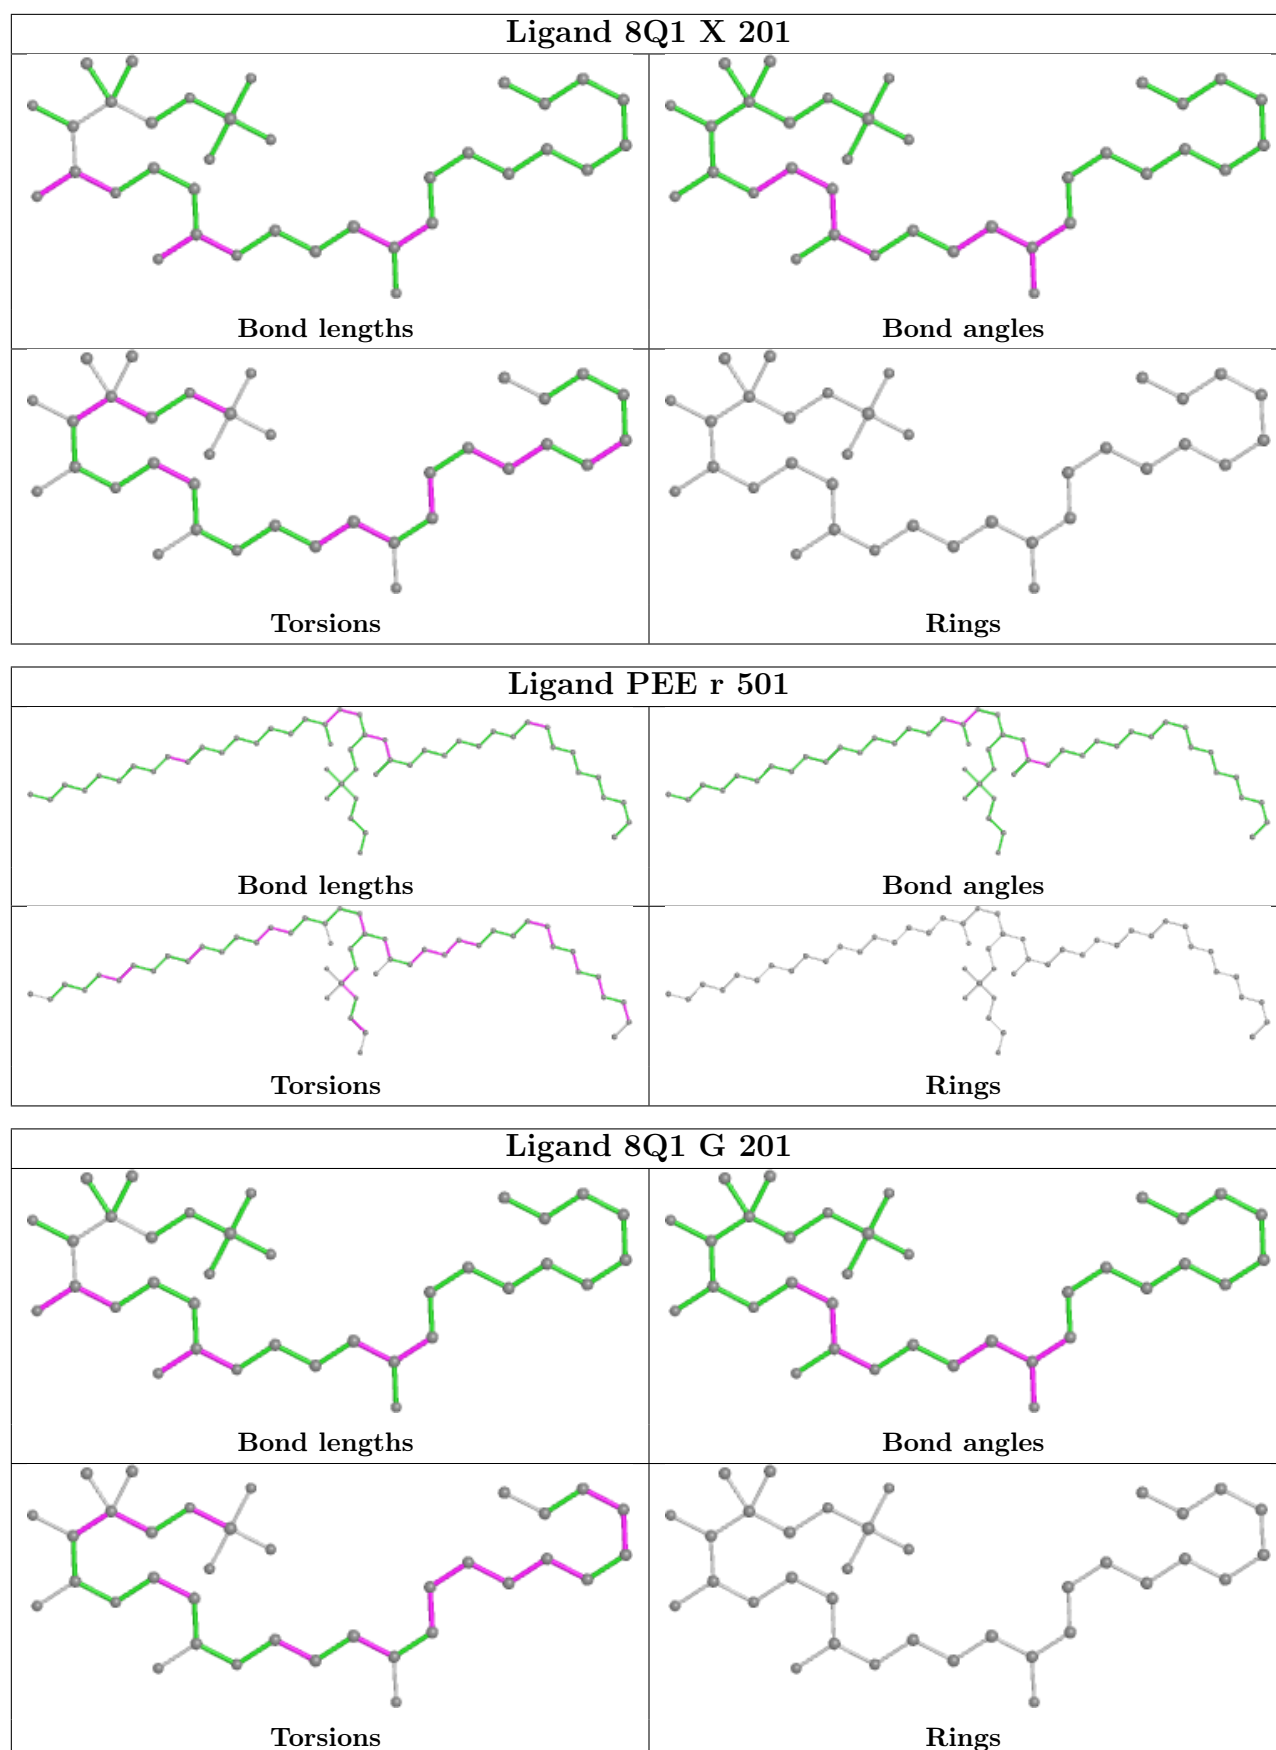 Ligand 8Q1 X 201
Bond lengths
Bond angles
Torsions
Rings
Ligand PEE r 501
Bond lengths
Bond angles
Torsions
Rings
Ligand 8Q1 G 201
Bond lengths
Bond angles
Torsions
Rings